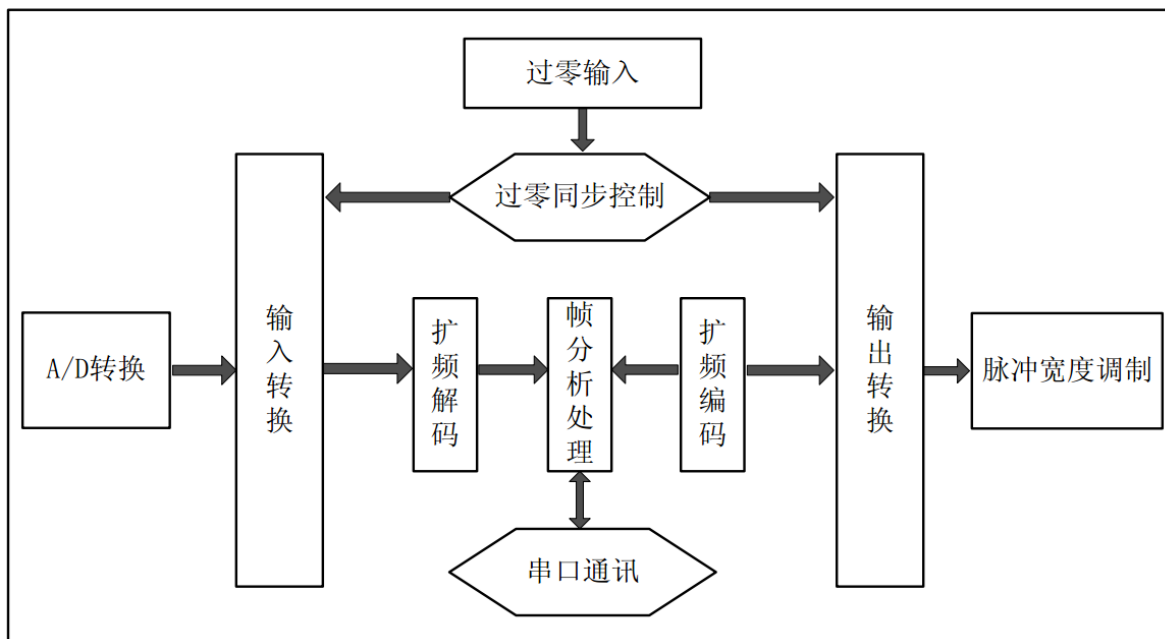 过零输入
过零同步控制
A/D转换
输入转换
扩频解码
帧分析处理
扩频编码
输出转换
脉冲宽度调制
串口通讯